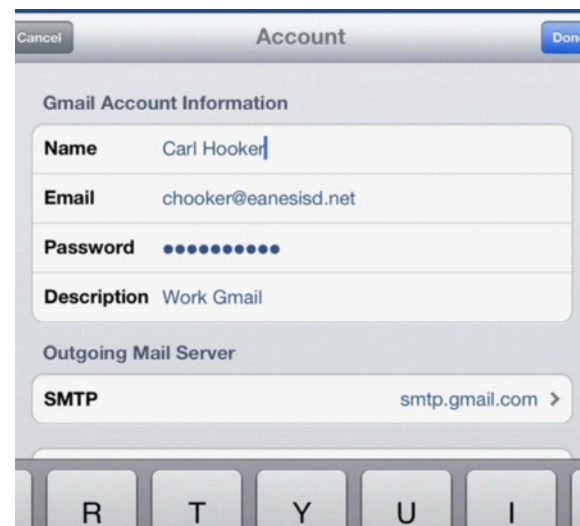 Cancel Account Done
Gmail Account Information
Name Carl Hooker
Email chooker@eanesisd.net
Password ●●●●●●●●●●
Description Work Gmail
Outgoing Mail Server
SMTP smtp.gmail.com >
R T Y U I